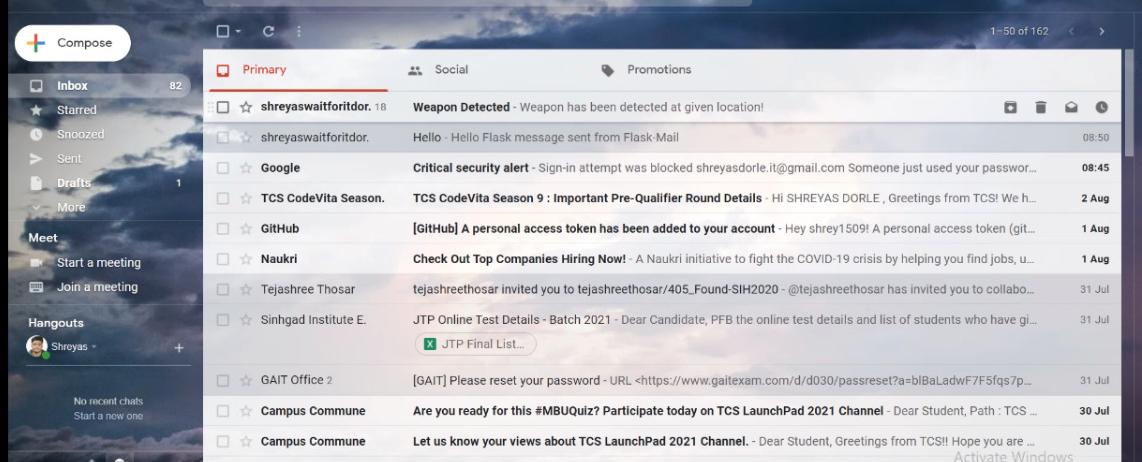 Compose
Inbox 82
Starred
Snoozed
Sent
Drafts 1
More
Meet
Start a meeting
Join a meeting
Hangouts
Shreyas
No recent chats
Start a new one
1–50 of 162
Primary Social Promotions
shreyaswaitforitdor. 18 Weapon Detected - Weapon has been detected at given location!
shreyaswaitforitdor. Hello - Hello Flask message sent from Flask-Mail 08:50
Google Critical security alert - Sign-in attempt was blocked shreyasdorle.it@gmail.com Someone just used your passwor... 08:45
TCS CodeVita Season. TCS CodeVita Season 9 : Important Pre-Qualifier Round Details - Hi SHREYAS DORLE , Greetings from TCS! We h... 2 Aug
GitHub [GitHub] A personal access token has been added to your account - Hey shrey1509! A personal access token (git... 1 Aug
Naukri Check Out Top Companies Hiring Now! - A Naukri initiative to fight the COVID-19 crisis by helping you find jobs, u... 1 Aug
Tejashree Thosar tejashreethosar invited you to tejashreethosar/405_Found-SIH2020 - @tejashreethosar has invited you to collabo... 31 Jul
Sinhgad Institute E. JTP Online Test Details - Batch 2021 - Dear Candidate, PFB the online test details and list of students who have gi... 31 Jul
JTP Final List...
GAIT Office 2 [GAIT] Please reset your password - URL <https://www.gaitexam.com/d/d030/passreset?a=blBaLadwF7F5fqs7p... 31 Jul
Campus Commune Are you ready for this #MBUQuiz? Participate today on TCS LaunchPad 2021 Channel - Dear Student, Path : TCS ... 30 Jul
Campus Commune Let us know your views about TCS LaunchPad 2021 Channel. - Dear Student, Greetings from TCS!! Hope you are ... 30 Jul
Activate Windows